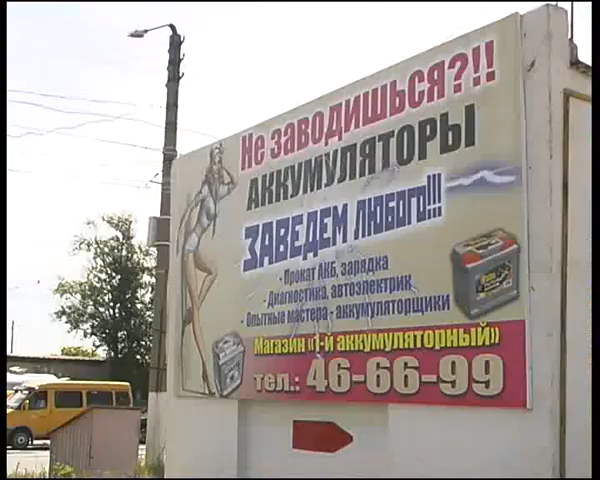 Не заводишься?!!
АККУМУЛЯТОРЫ
ЗАВЕДЕМ ЛЮБОГО!!!
- Прокат АКБ, зарядка
- Диагностика, автоэлектрик
- Опытные мастера - аккумуляторщики
Магазин «1-й аккумуляторный»
тел.: 46-66-99